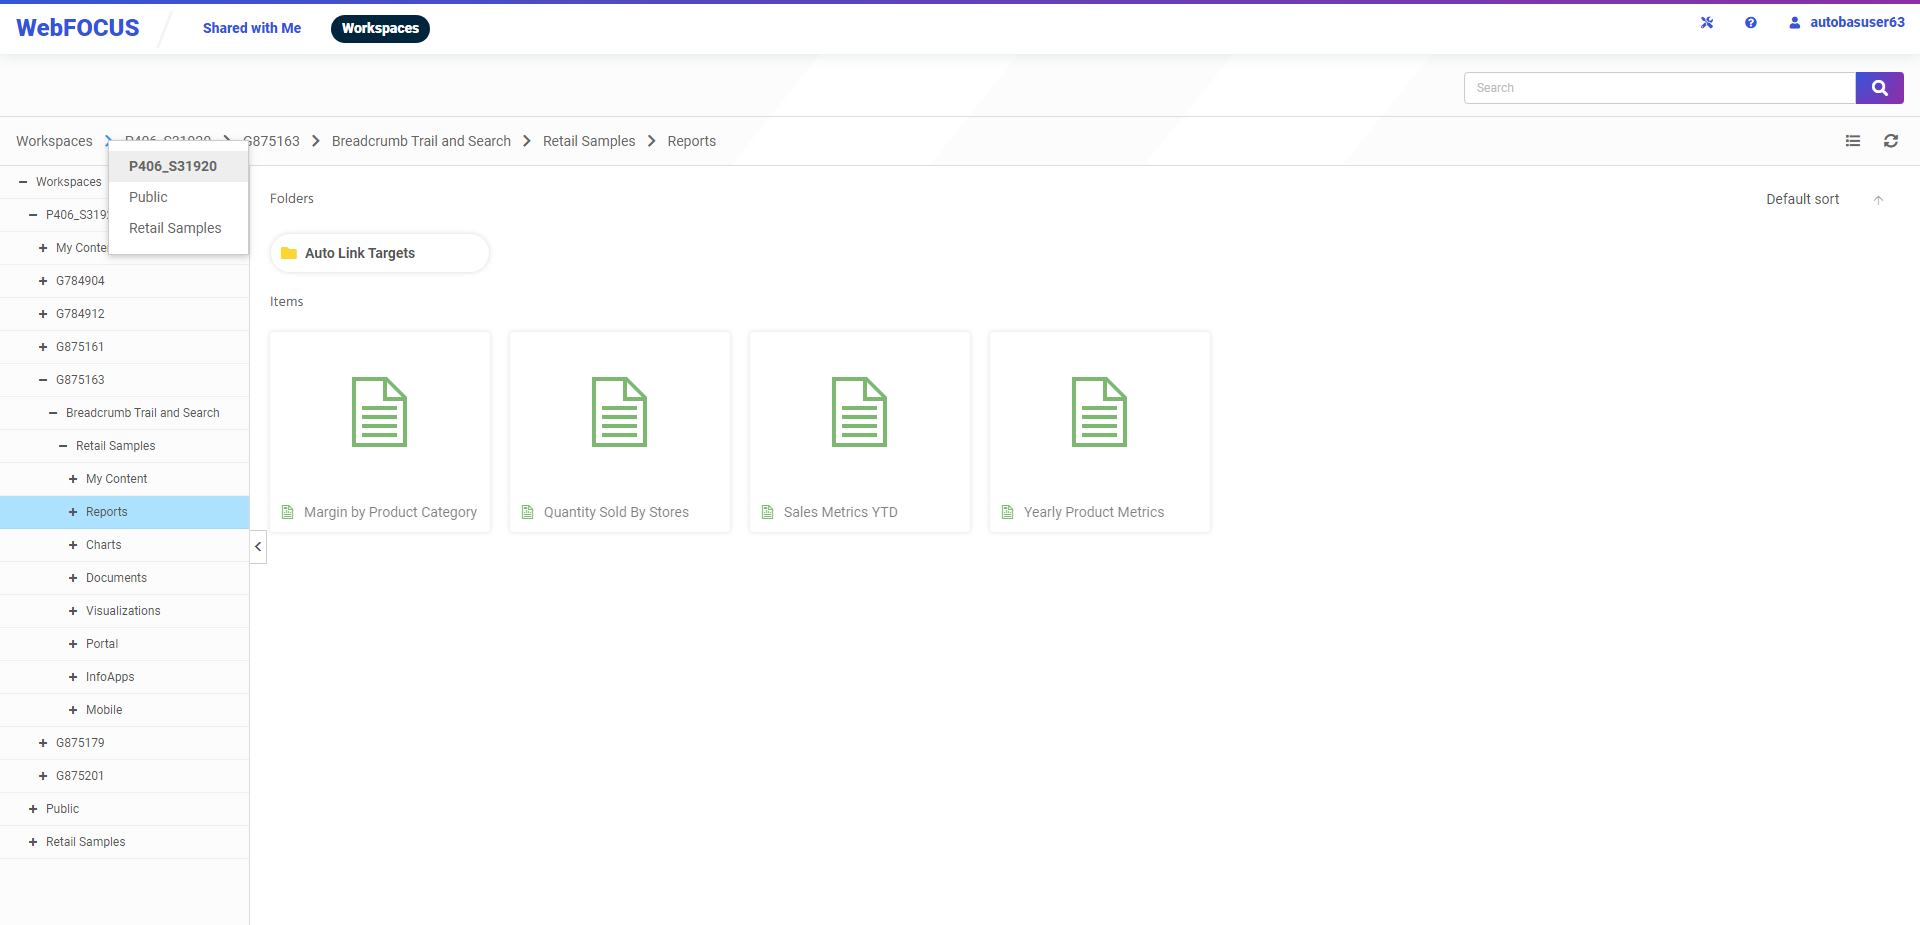 WebFOCUS
Shared with Me
Workspaces
autobasuser63
Search
Workspaces
P406_S31920
G875163
Breadcrumb Trail and Search
Retail Samples
Reports
P406_S31920
Public
Retail Samples
Workspaces
P406_S3192
My Conte
G784904
G784912
G875161
G875163
Breadcrumb Trail and Search
Retail Samples
My Content
Reports
Charts
Documents
Visualizations
Portal
InfoApps
Mobile
G875179
G875201
Public
Retail Samples
Folders
Default sort
Auto Link Targets
Items
Margin by Product Category
Quantity Sold By Stores
Sales Metrics YTD
Yearly Product Metrics